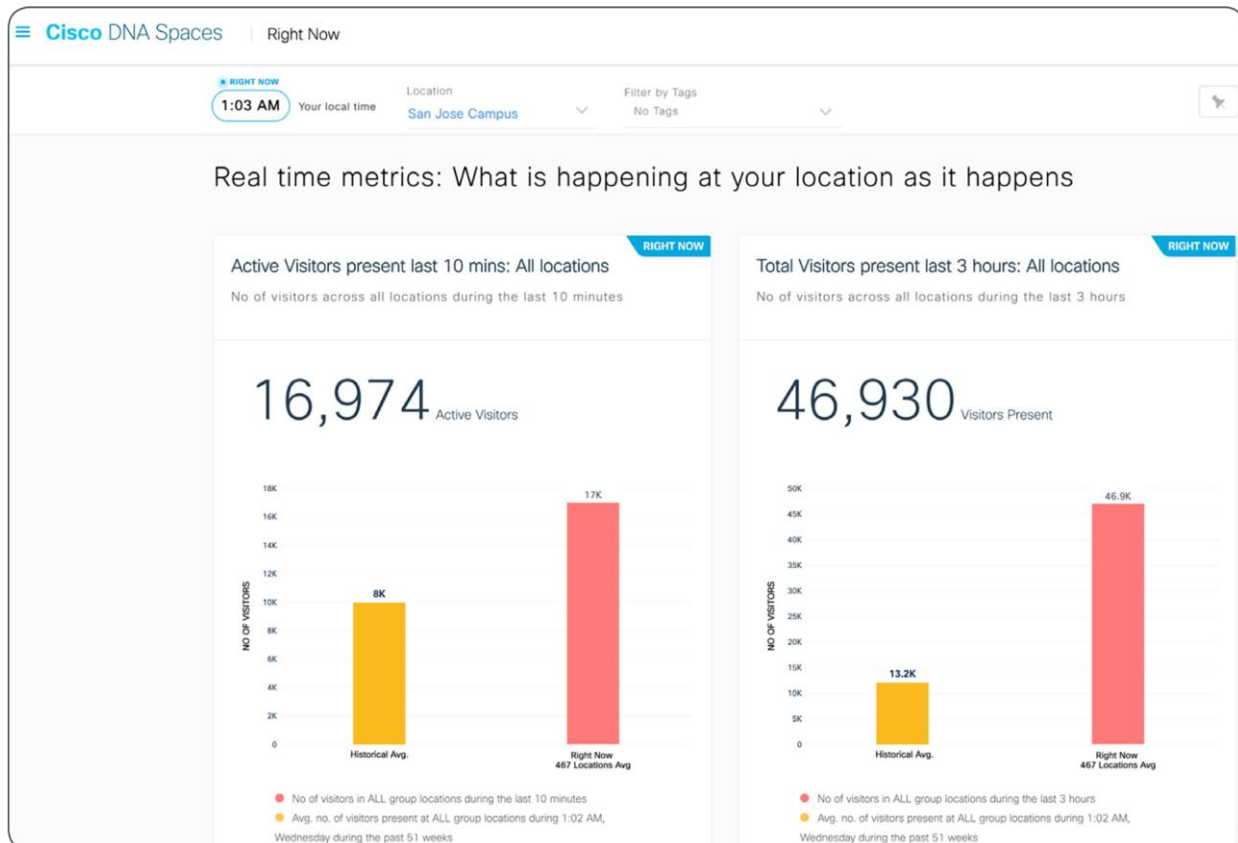 Cisco DNA Spaces
Right Now
RIGHT NOW
1:03 AM
Your local time
Location
San Jose Campus
Filter by Tags
No Tags
Real time metrics: What is happening at your location as it happens
RIGHT NOW
Active Visitors present last 10 mins: All locations
No of visitors across all locations during the last 10 minutes
16,974 Active Visitors
NO OF VISITORS
18K
16K
14K
12K
10K
8K
6K
4K
2K
0
8K
17K
Historical Avg.
Right Now
467 Locations Avg
No of visitors in ALL group locations during the last 10 minutes
Avg. no. of visitors present at ALL group locations during 1:02 AM,
Wednesday during the past 51 weeks
RIGHT NOW
Total Visitors present last 3 hours: All locations
No of visitors across all locations during the last 3 hours
46,930 Visitors Present
NO OF VISITORS
50K
45K
40K
35K
30K
25K
20K
15K
10K
5K
0
13.2K
46.9K
Historical Avg.
Right Now
467 Locations Avg
No of visitors in ALL group locations during the last 3 hours
Avg. no. of visitors present at ALL group locations during 1:02 AM,
Wednesday during the past 51 weeks